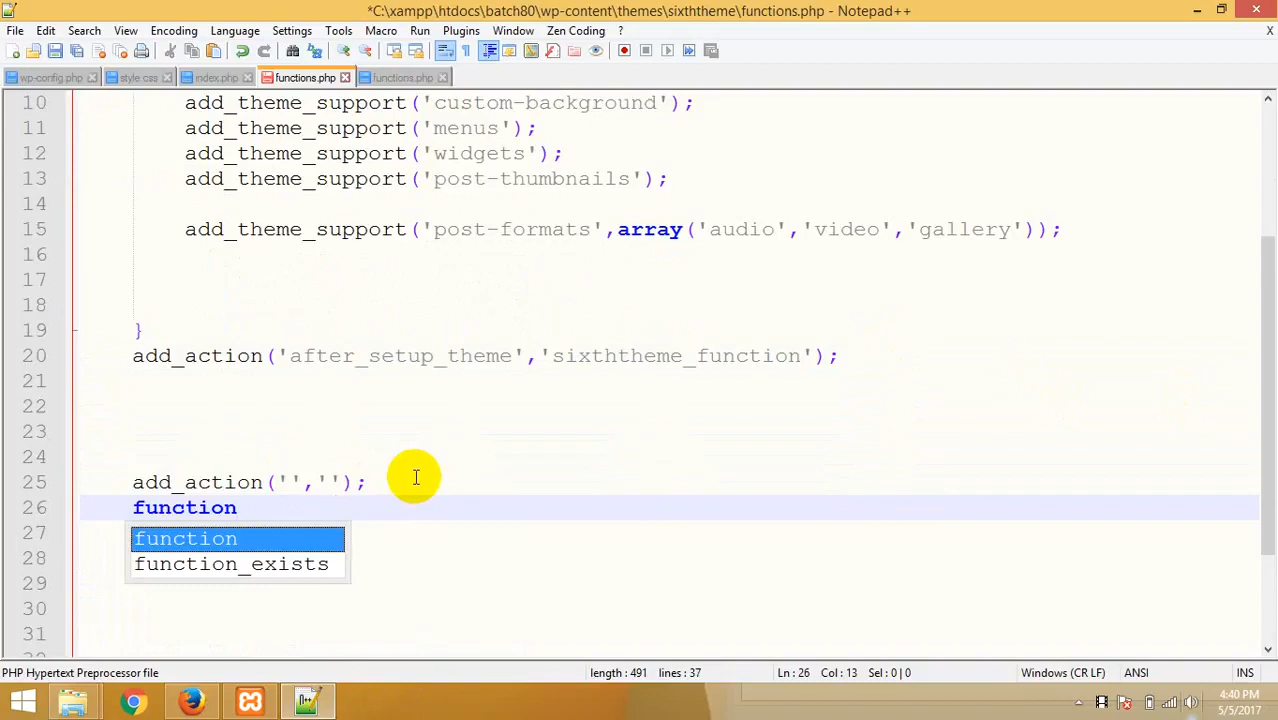 *C:\xampp\htdocs\batch80\wp-content\themes\sixththeme\functions.php - Notepad++
File Edit Search View Encoding Language Settings Tools Macro Run Plugins Window Zen Coding ?
wp-config.php style.css index.php functions.php functions.php
10 add_theme_support('custom-background');
11 add_theme_support('menus');
12 add_theme_support('widgets');
13 add_theme_support('post-thumbnails');
14
15 add_theme_support('post-formats',array('audio','video','gallery'));
16
17
18
19 }
20 add_action('after_setup_theme','sixththeme_function');
21
22
23
24
25 add_action('','');
26 function
27 function
28 function_exists
29
30
31
PHP Hypertext Preprocessor file length : 491 lines : 37 Ln : 26 Col : 13 Sel : 0 | 0 Windows (CR LF) ANSI INS
4:40 PM
5/5/2017